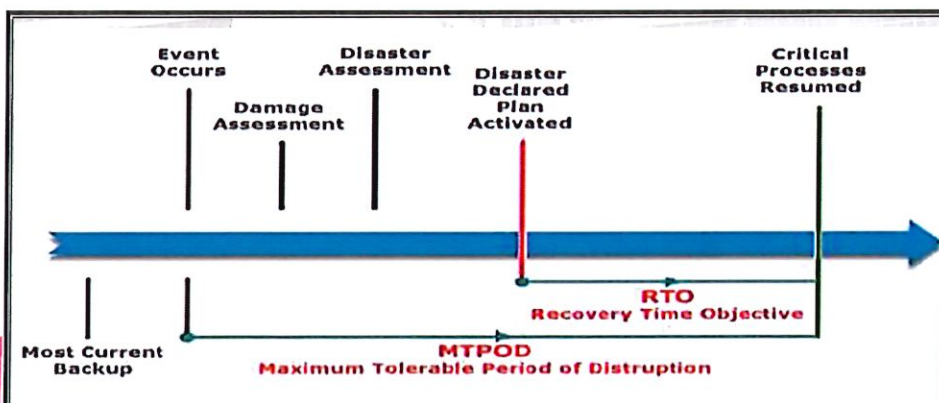 Event
Occurs
Damage
Assessment
Disaster
Assessment
Disaster
Declared
Plan
Activated
Critical
Processes
Resumed
RTO
Recovery Time Objective
Most Current
Backup
MTPOD
Maximum Tolerable Period of Distruption